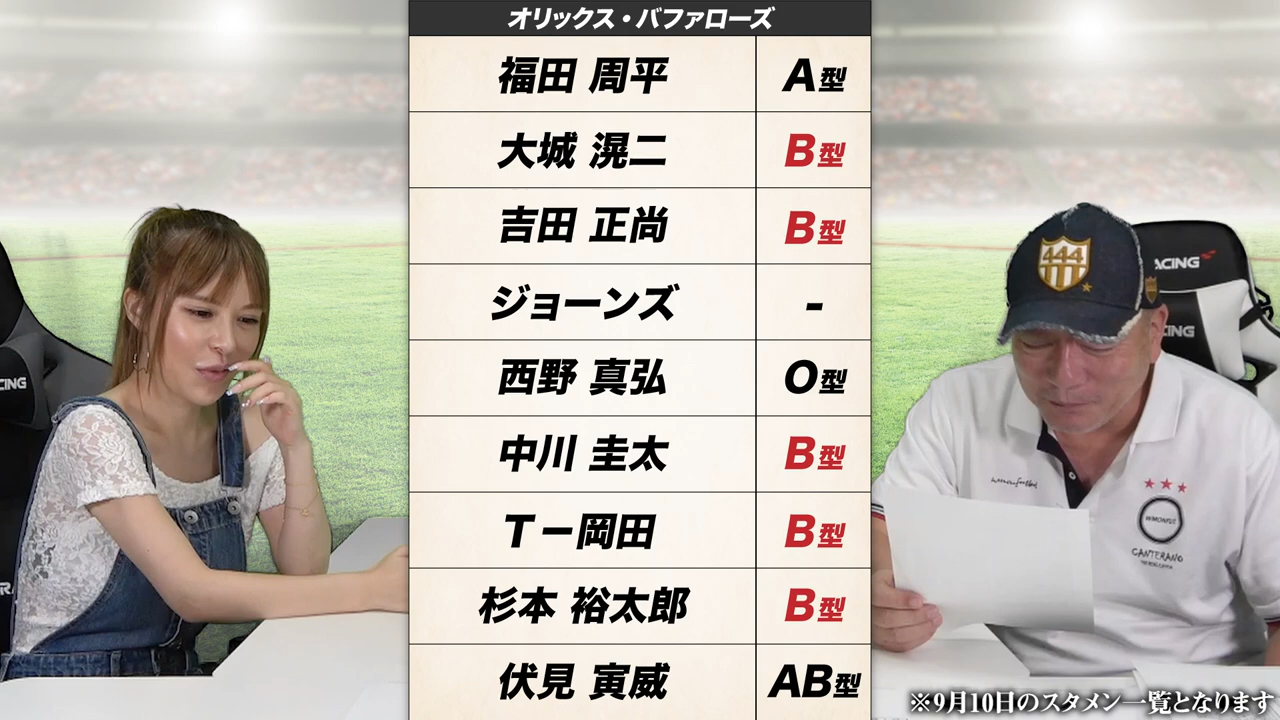 オリックス・バファローズ
福田 周平 A型
大城 滉二 B型
吉田 正尚 B型
ジョーンズ -
西野 真弘 O型
中川 圭太 B型
T－岡田 B型
杉本 裕太郎 B型
伏見 寅威 AB型
444
ACING
CING
CING
CANTERANO
※9月10日のスタメン一覧となります